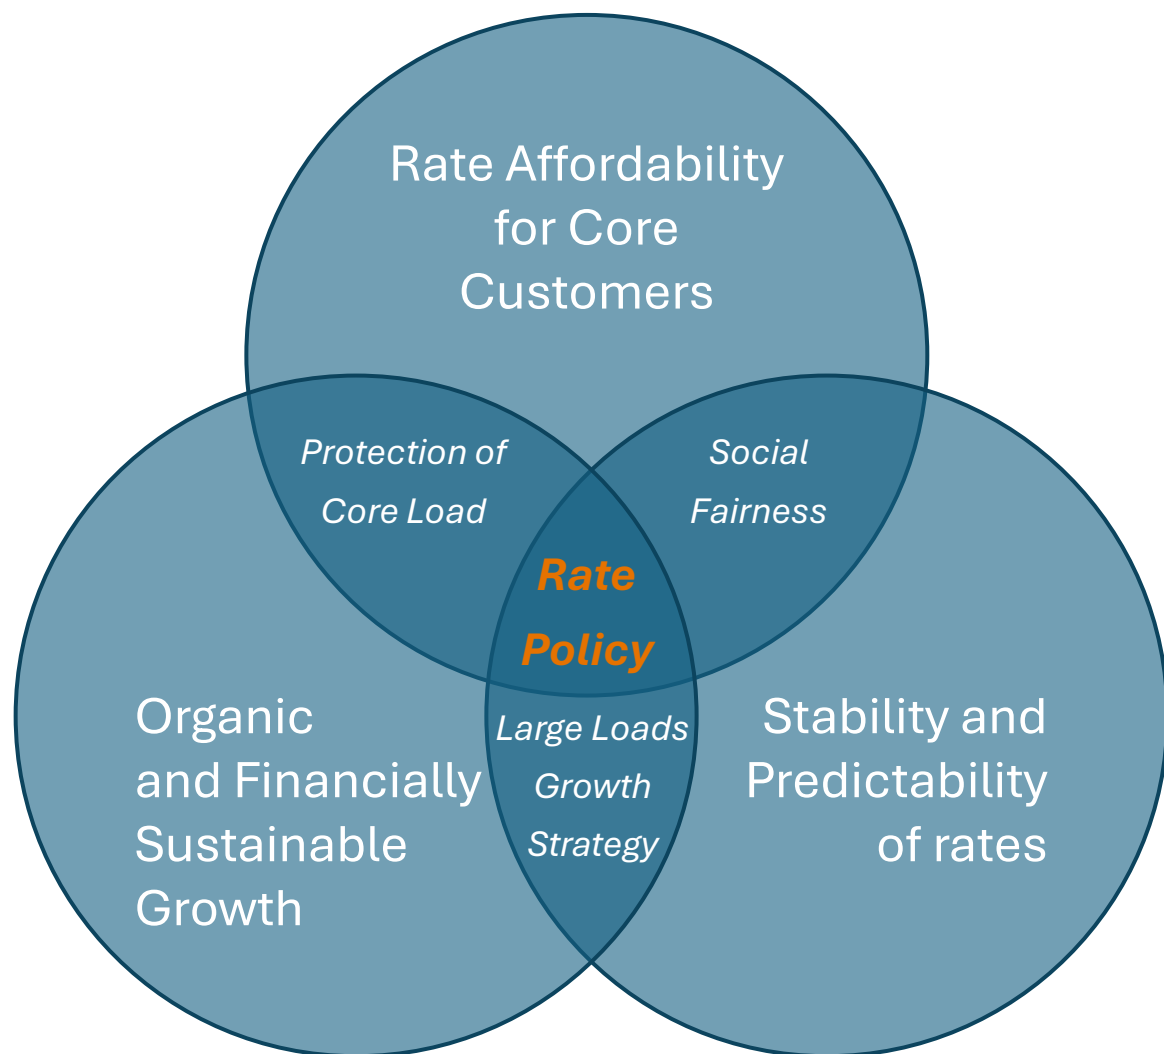 Rate Affordability
for Core
Customers
Protection of
Core Load
Social
Fairness
Rate
Policy
Organic
and Financially
Sustainable
Growth
Large Loads
Growth
Strategy
Stability and
Predictability
of rates